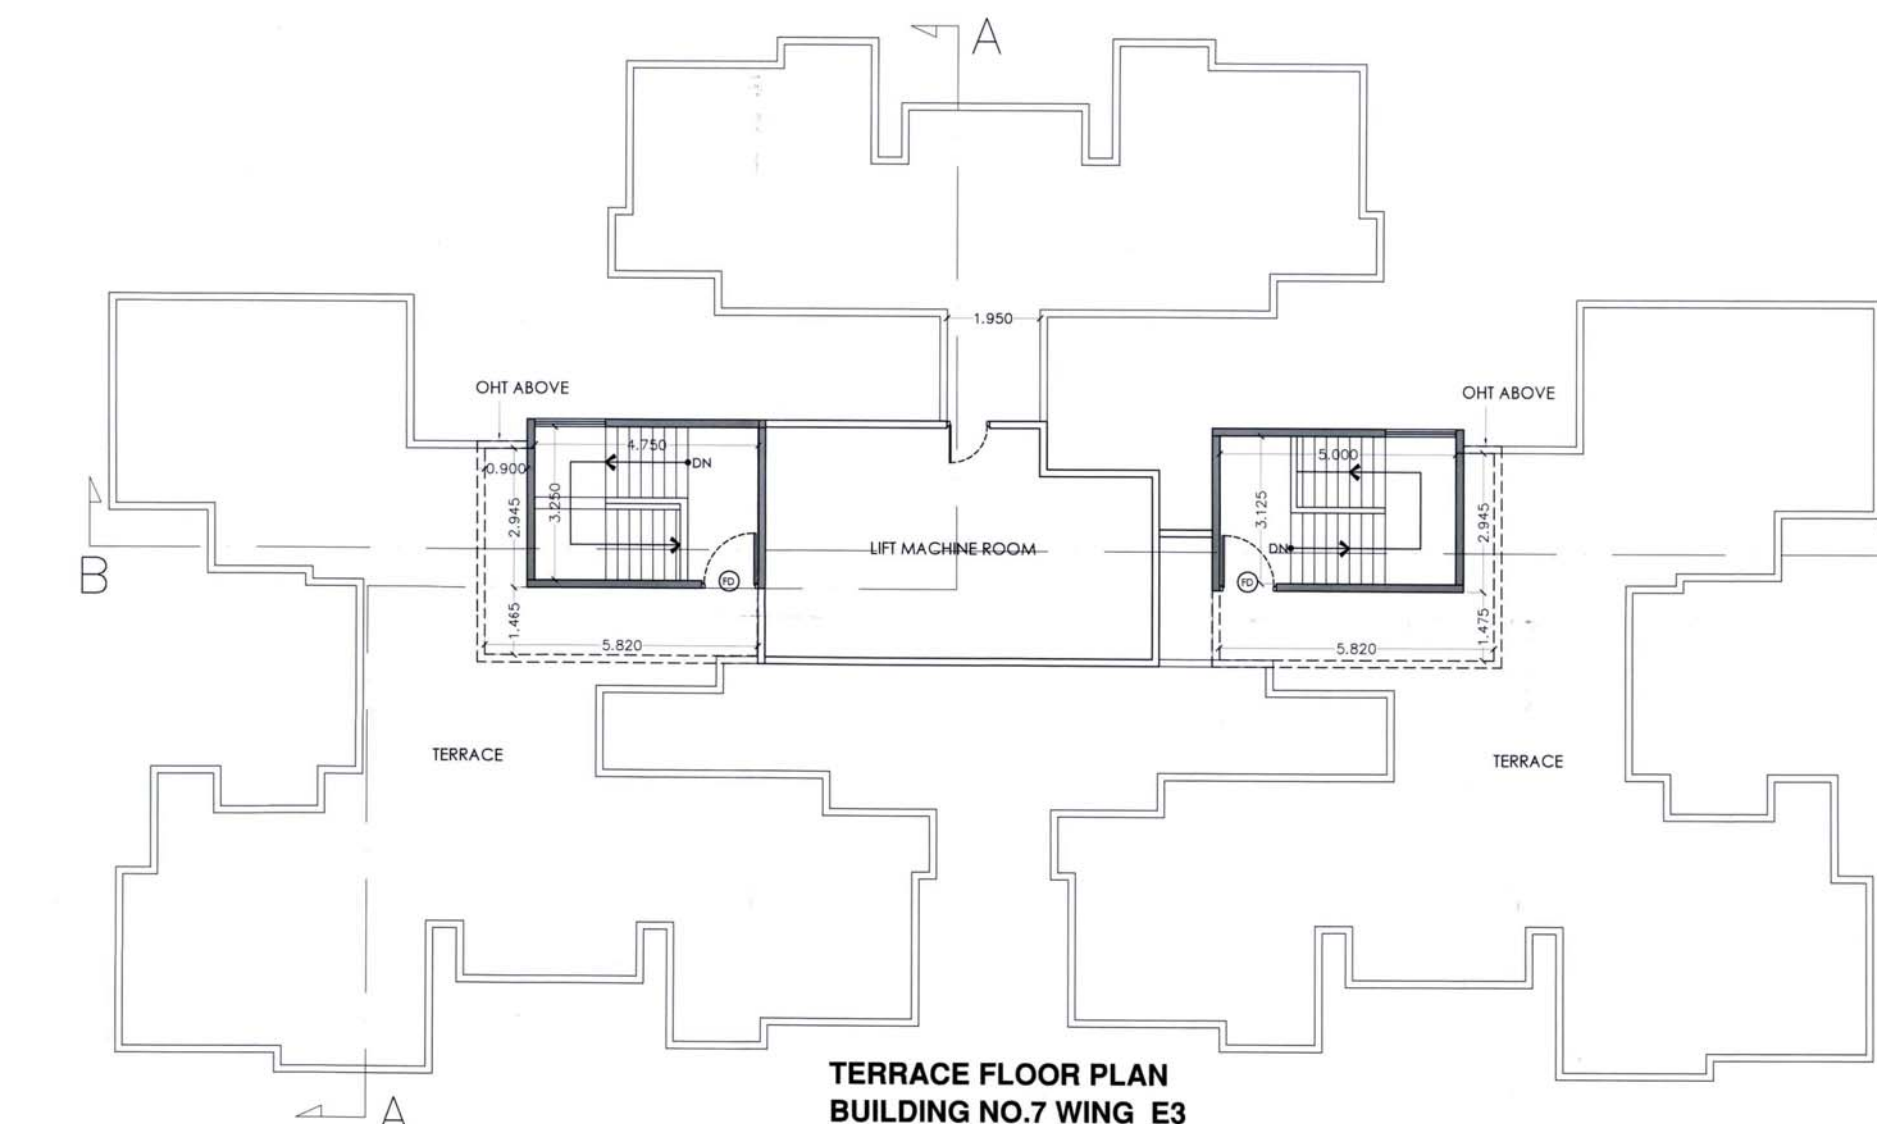 A
1.950
OHT ABOVE
OHT ABOVE
4.750
DN
0.900
3.250
2.945
5.000
3.125
2.945
LIFT MACHINE ROOM
DN
B
FD
FD
1.465
5.820
1.475
5.820
TERRACE
TERRACE
TERRACE FLOOR PLAN
BUILDING NO.7 WING E3
A